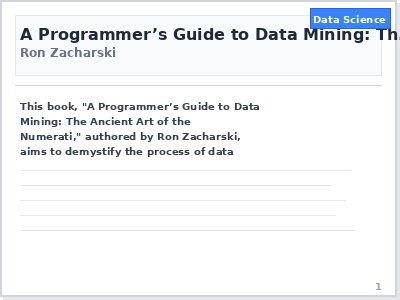 Data Science
A Programmer’s Guide to Data Mining: Th
Ron Zacharski
This book, "A Programmer’s Guide to Data
Mining: The Ancient Art of the
Numerati," authored by Ron Zacharski,
aims to demystify the process of data
1